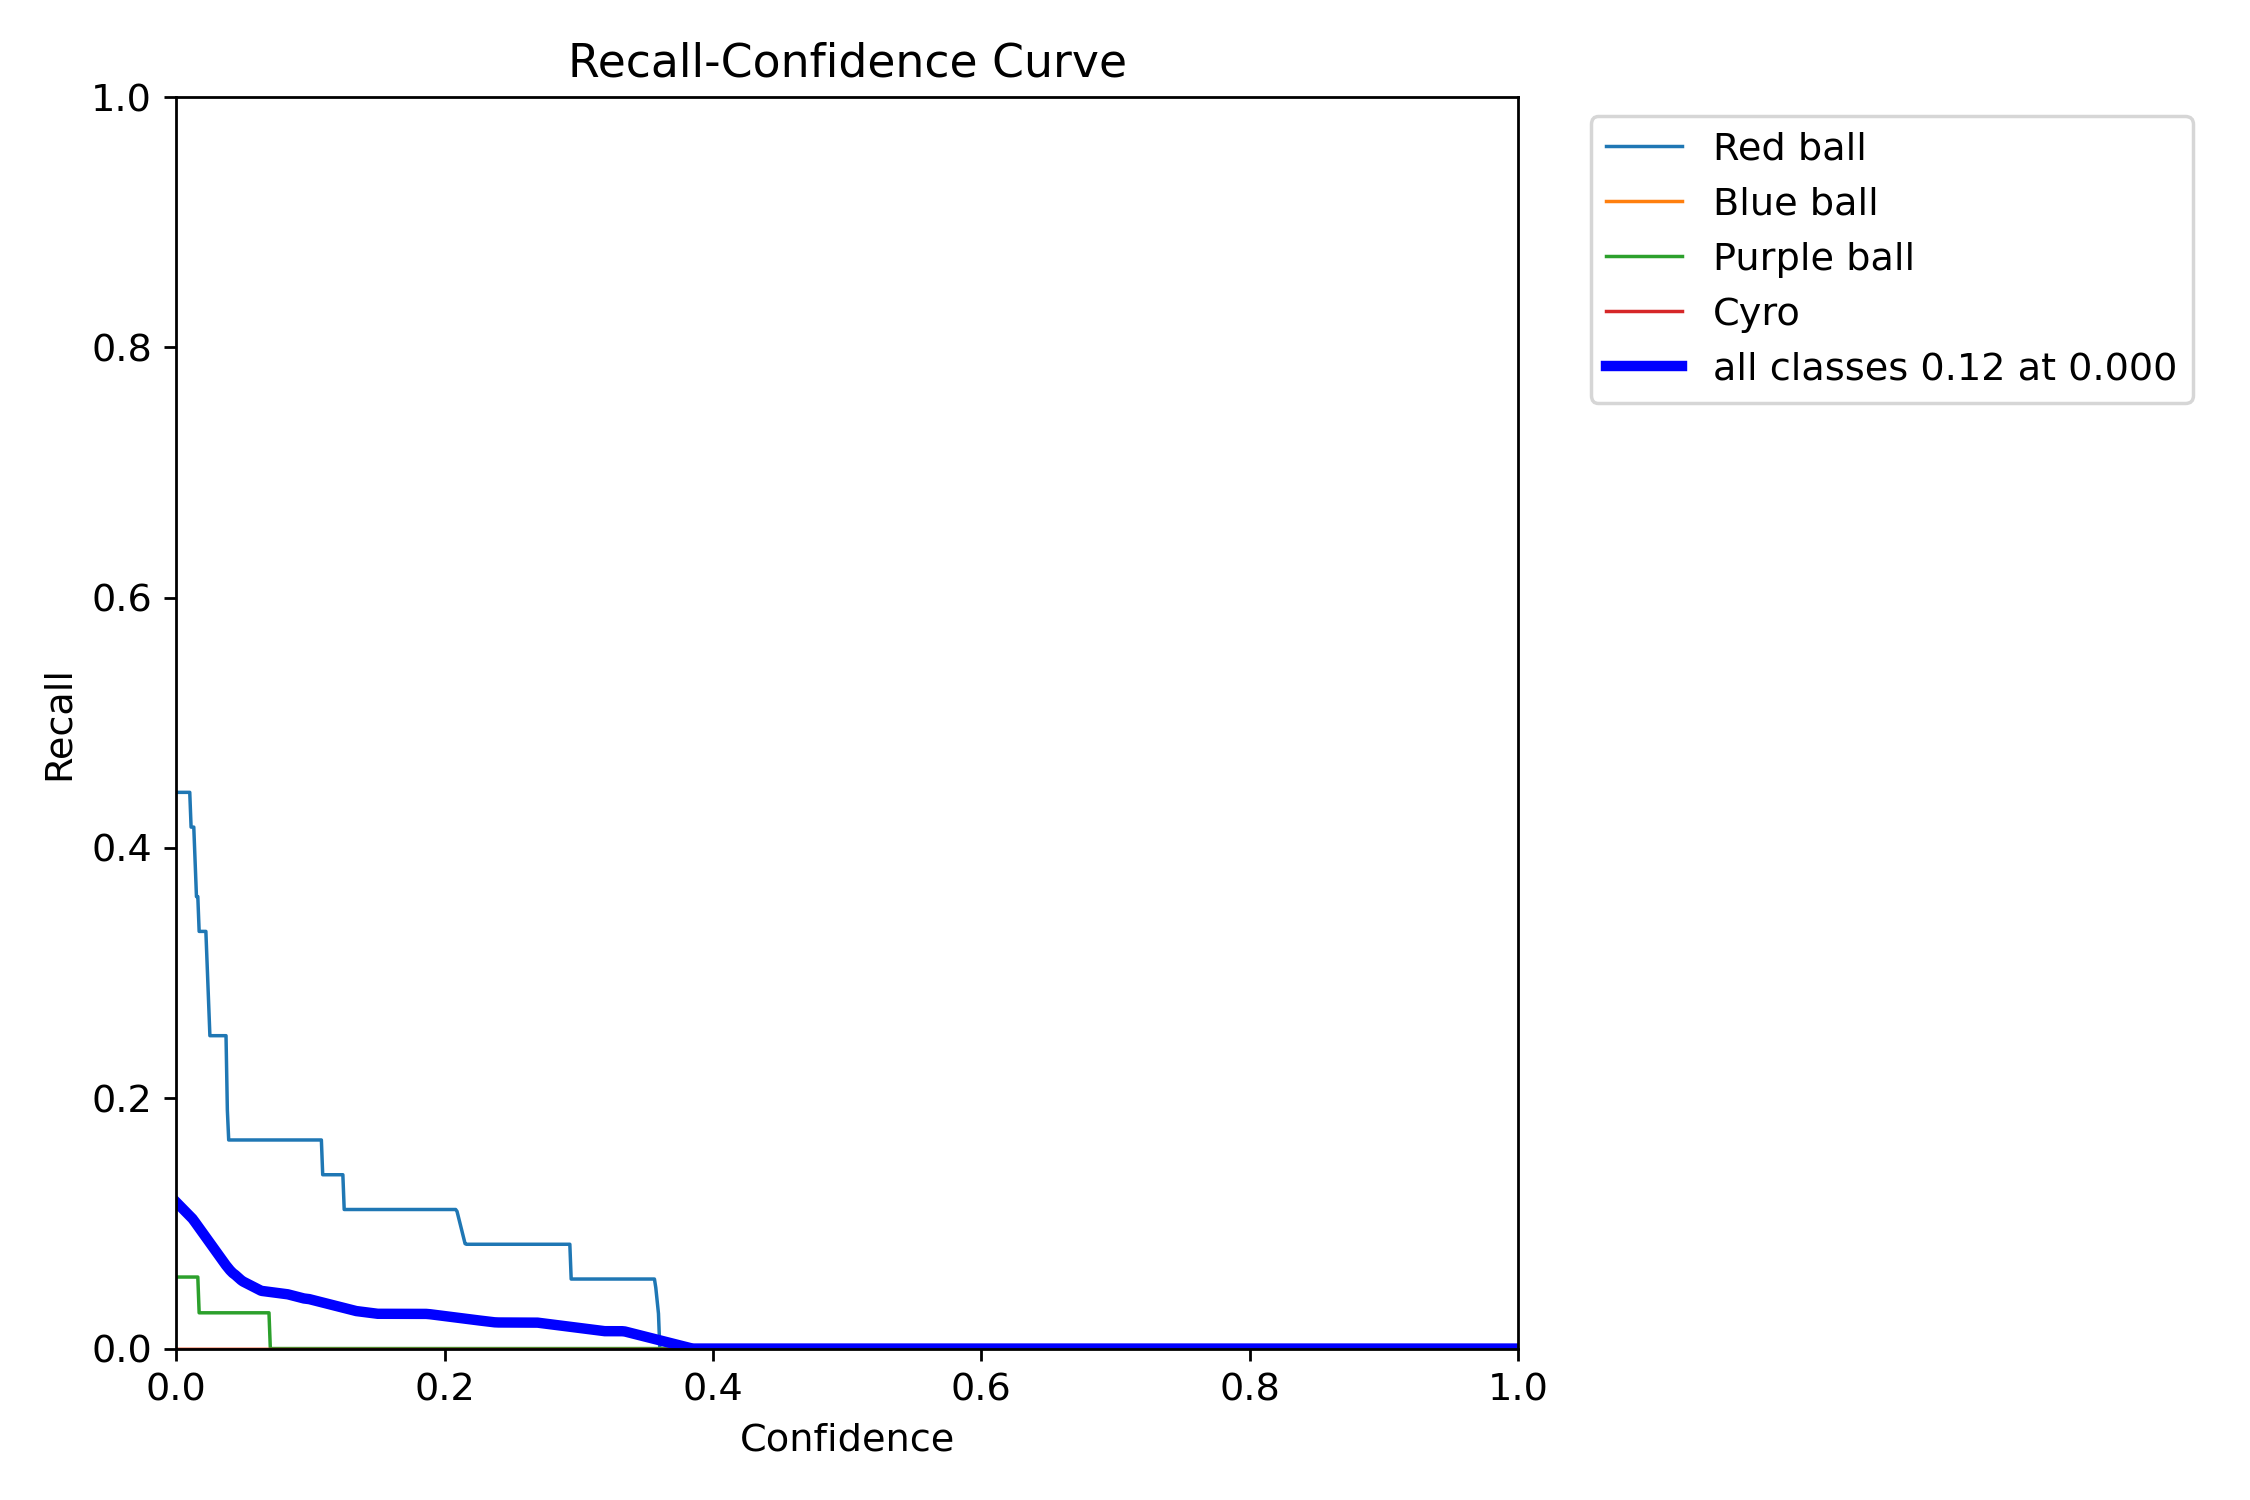 Recall-Confidence Curve
1.0
0.8
0.6
0.4
0.2
0.0
Recall
0.0 0.2 0.4 0.6 0.8 1.0
Confidence
Red ball
Blue ball
Purple ball
Cyro
all classes 0.12 at 0.000